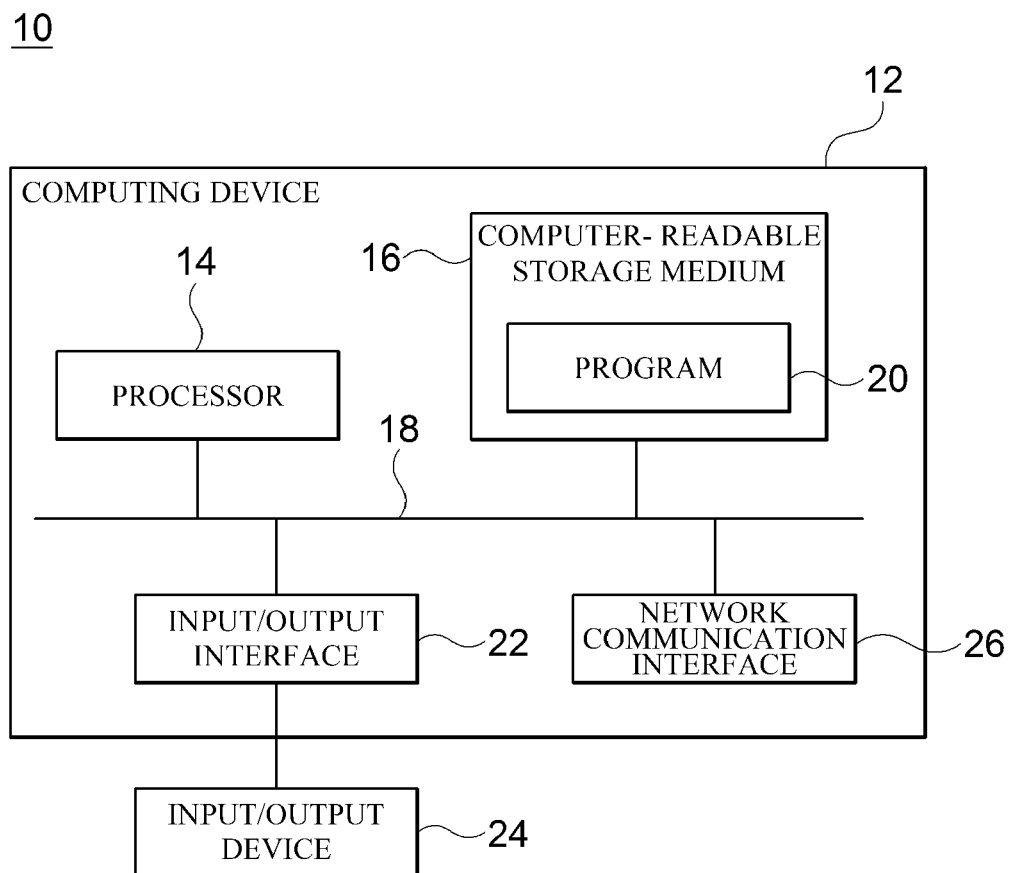 10
12
COMPUTING DEVICE
COMPUTER- READABLE
STORAGE MEDIUM
16
14
PROGRAM
20
PROCESSOR
18
INPUT/OUTPUT
INTERFACE
22
NETWORK
COMMUNICATION
INTERFACE
26
INPUT/OUTPUT
DEVICE
24